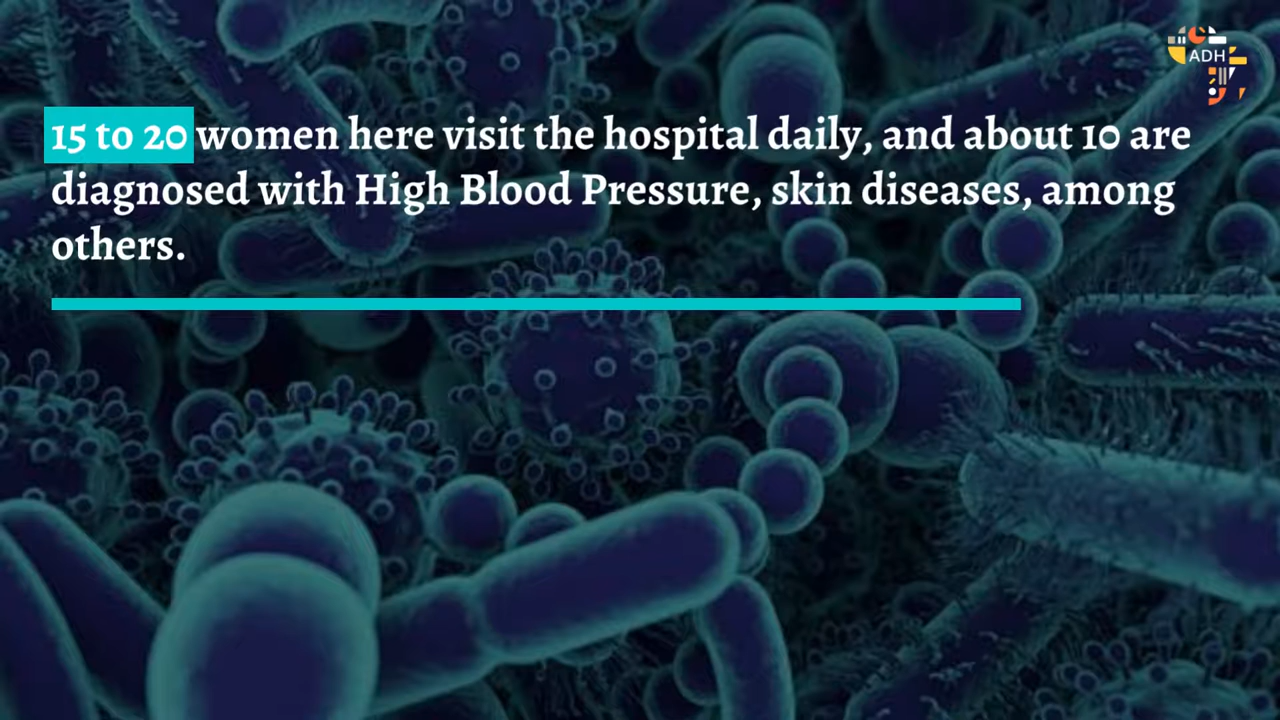 ADH
15 to 20 women here visit the hospital daily, and about 10 are
diagnosed with High Blood Pressure, skin diseases, among
others.